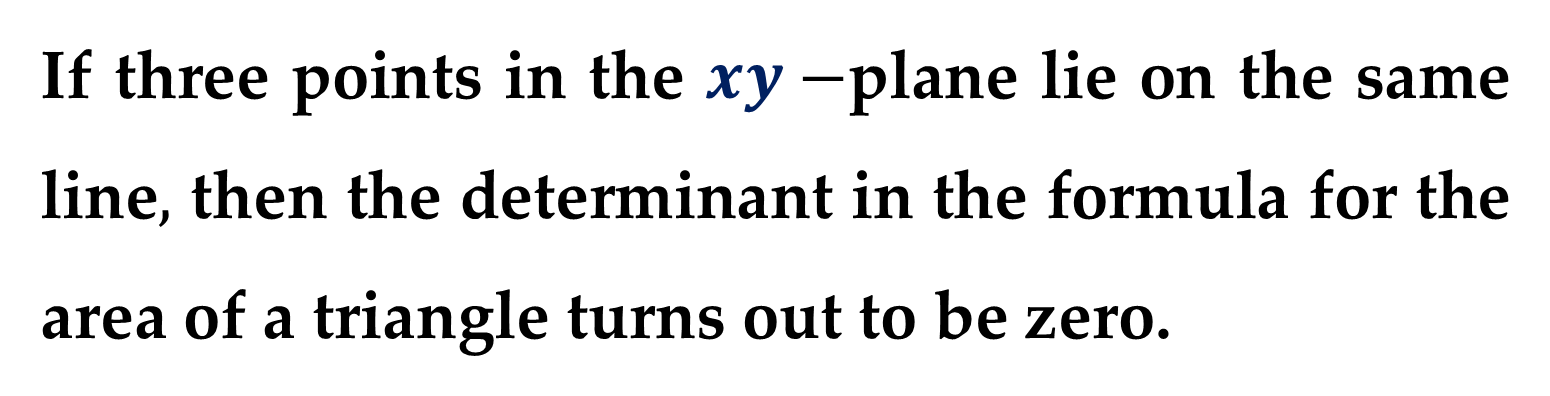 If three points in the xy −plane lie on the same
line, then the determinant in the formula for the
area of a triangle turns out to be zero.